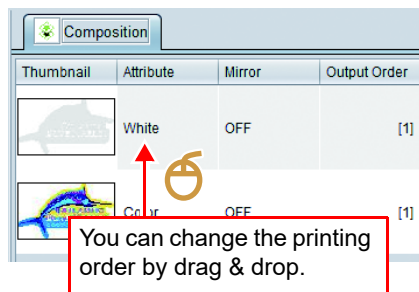 Composition
Thumbnail Attribute Mirror Output Order
White OFF [1]
Color OFF [1]
You can change the printing
order by drag & drop.